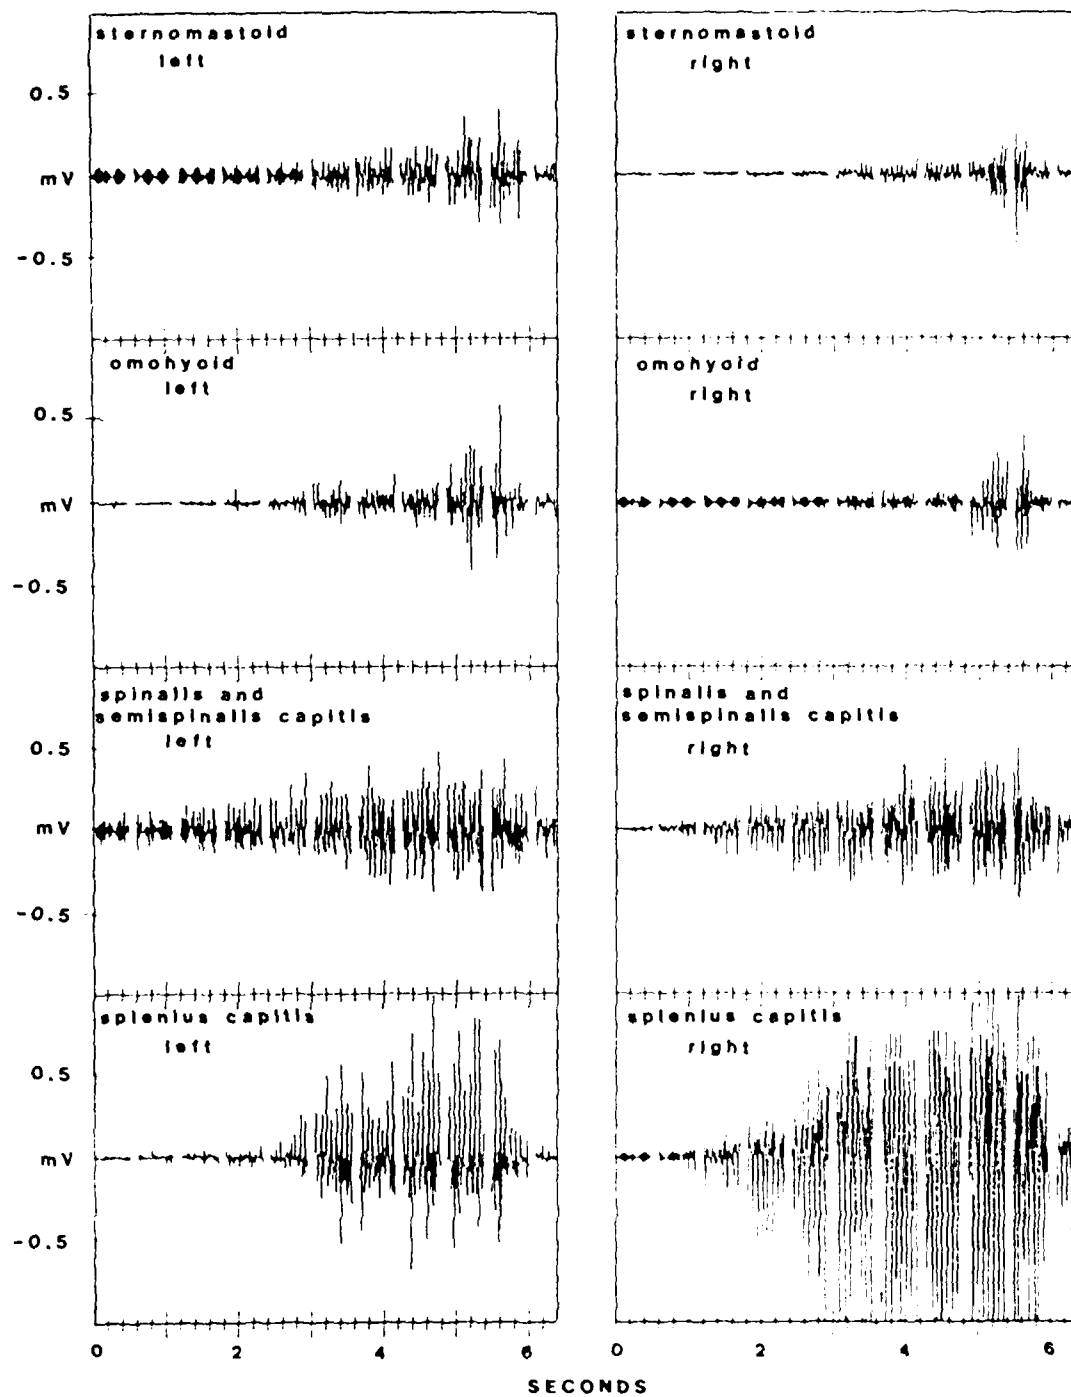 sternomastoid
left
sternomastoid
right
0.5
mV
-0.5
omohyoid
left
omohyoid
right
0.5
mV
-0.5
spinalis and
semispinalis capitis
left
spinalis and
semispinalis capitis
right
0.5
mV
-0.5
splenius capitis
left
splenius capitis
right
0.5
mV
-0.5
0 2 4 6 0 2 4 6
SECONDS